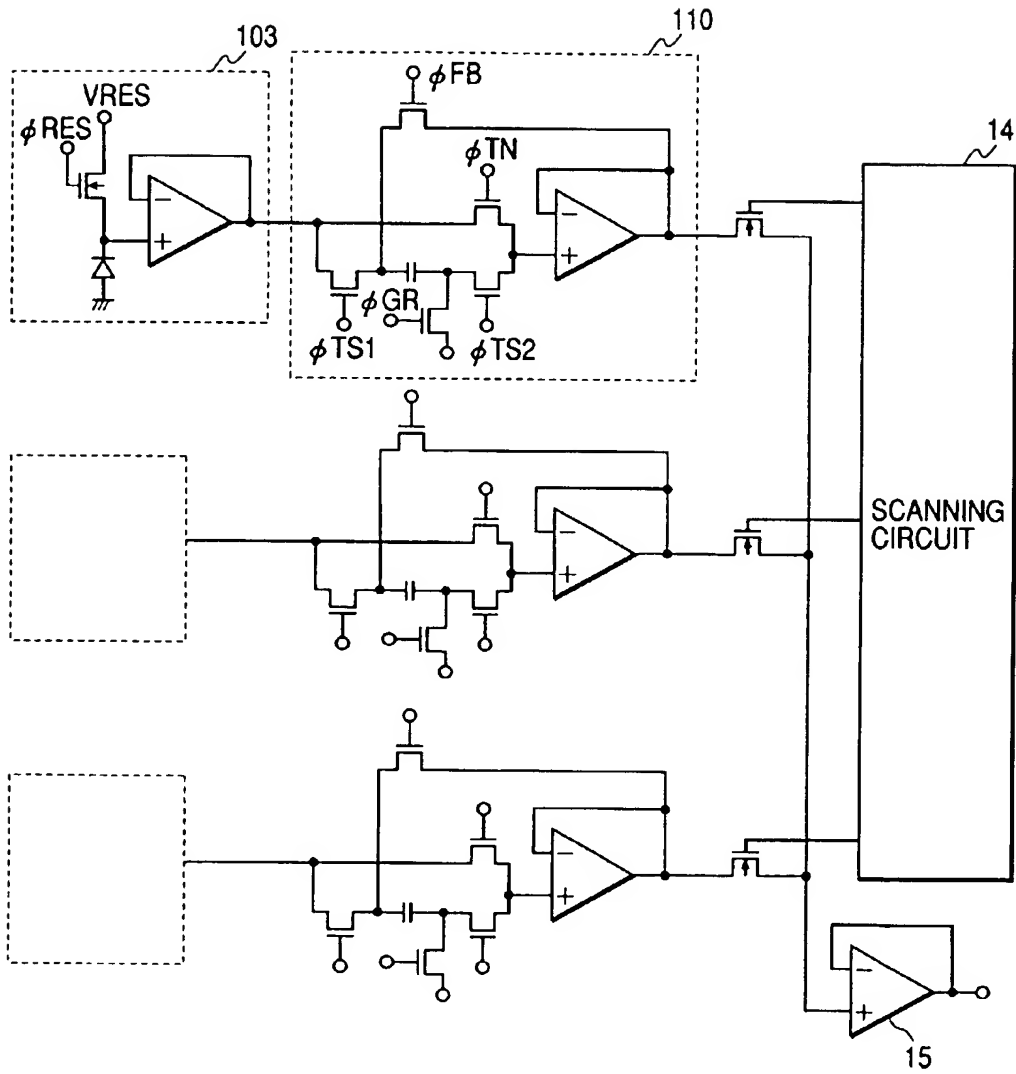 103
110
VRES
φRES
φFB
φTN
φGR
φTS1
φTS2
-
+
-
+
14
SCANNING
CIRCUIT
-
+
-
+
-
+
15